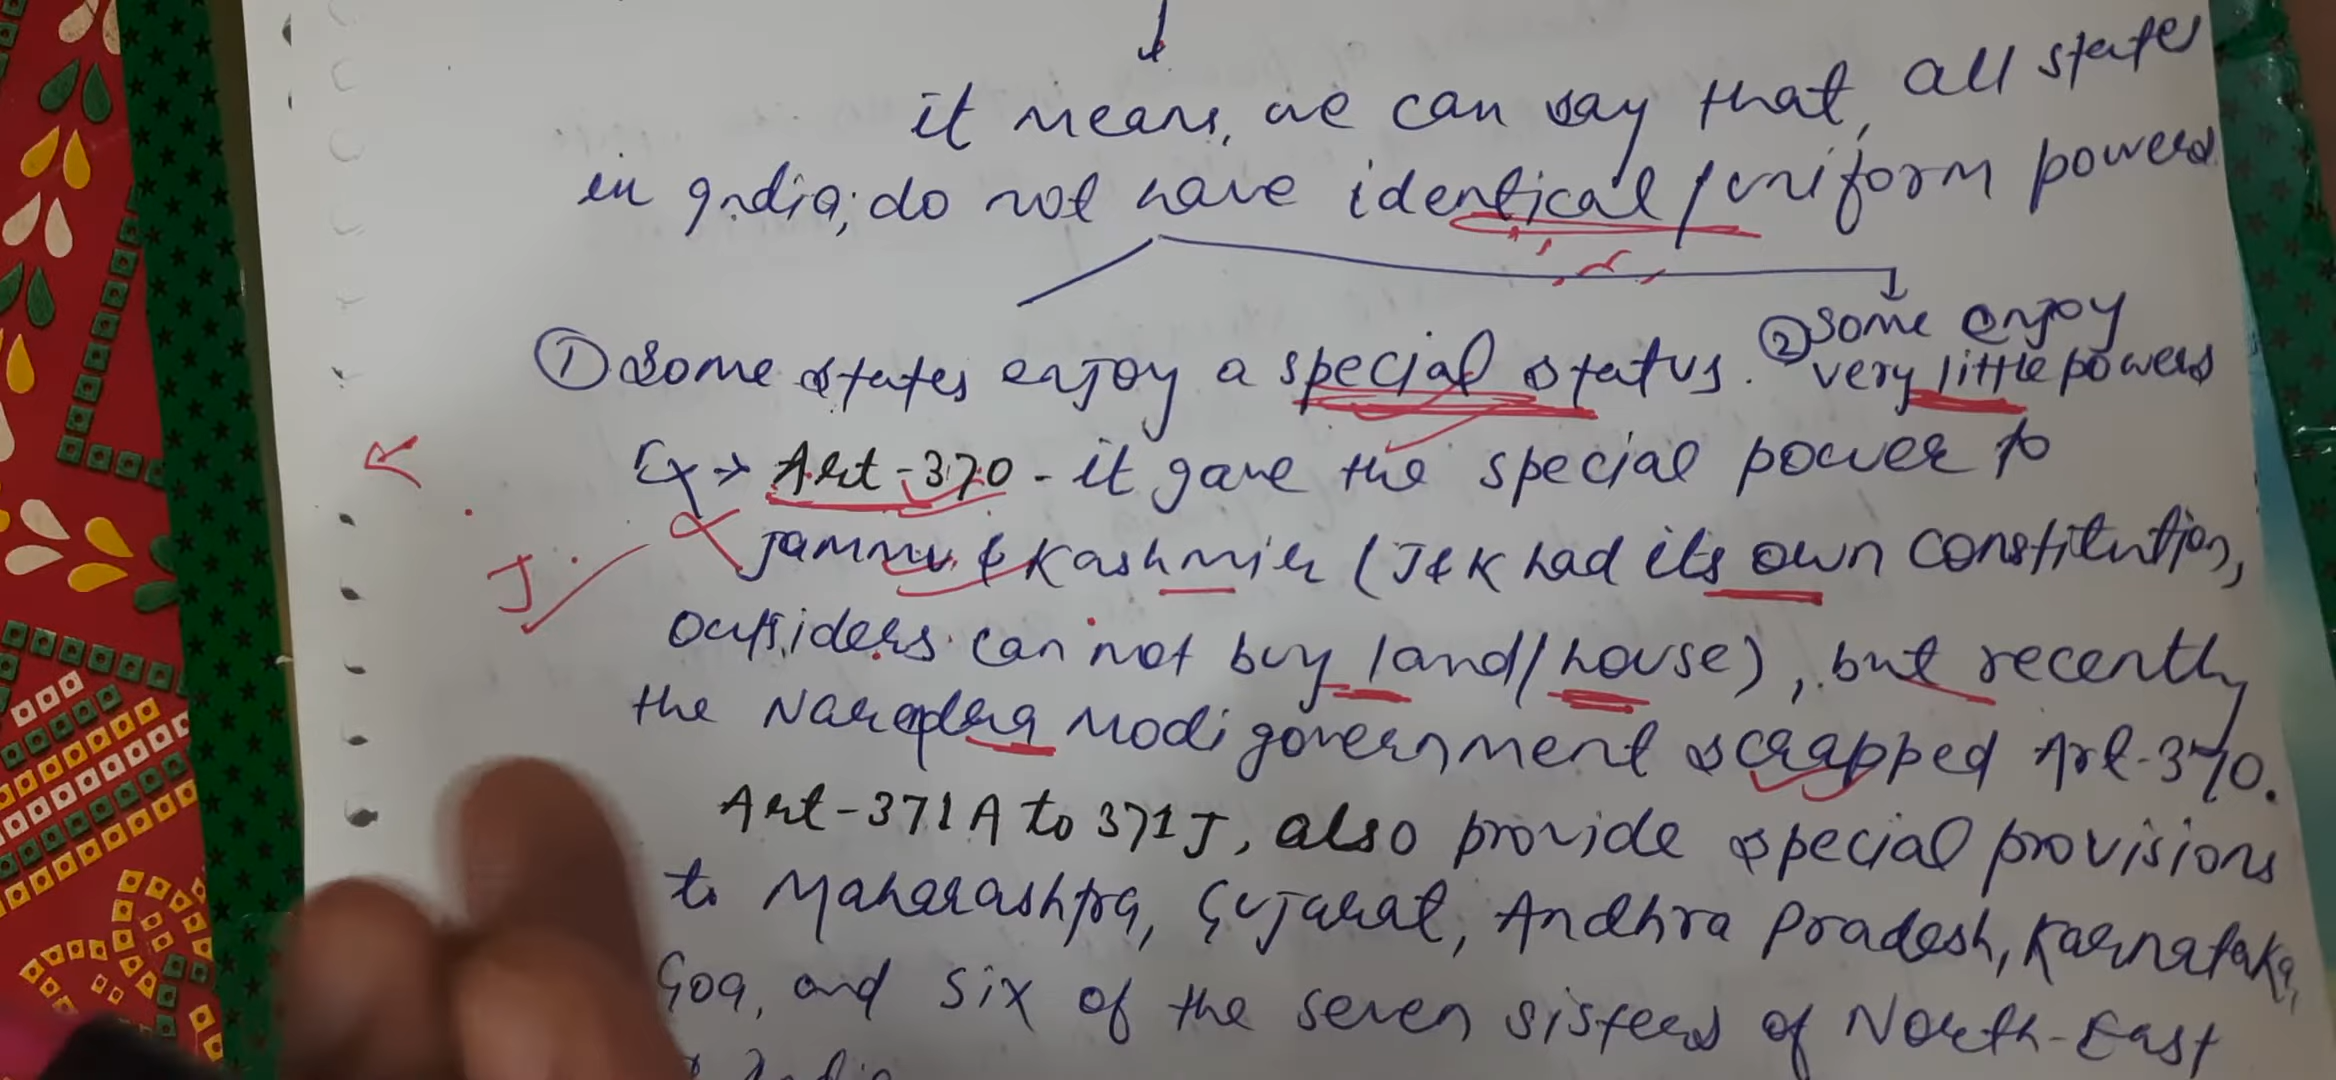 it means, we can say that, all states
in India; do not have identical / uniform powers
① Some states enjoy a special status.
② Some enjoy
very little powers
Ex → Art-370 - it gave the special power to
Jammu & Kashmir (J&K had its own constitution,
outsiders can not buy land/house), but recently
the Narendra Modi government scrapped Art-370.
Art-371A to 371J, also provide special provisions
to Maharashtra, Gujarat, Andhra Pradesh, Karnataka,
Goa, and six of the seven sisters of North-East
India
J